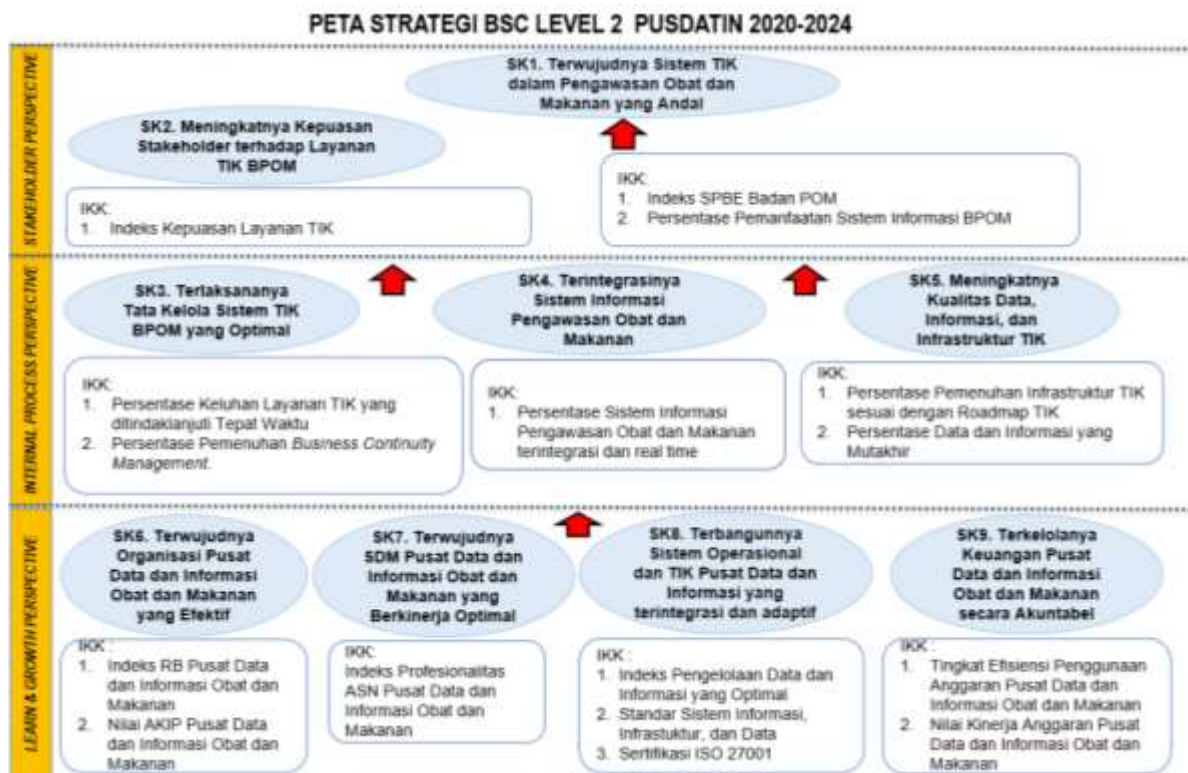 PETA STRATEGI BSC LEVEL 2 PUSDATIN 2020-2024
STAKEHOLDER PERSPECTIVE
SK1. Terwujudnya Sistem TIK
dalam Pengawasan Obat dan
Makanan yang Andal
SK2. Meningkatnya Kepuasan
Stakeholder terhadap Layanan
TIK BPOM
IKK:
1. Indeks Kepuasan Layanan TIK
IKK:
1. Indeks SPBE Badan POM
2. Persentase Pemanfaatan Sistem Informasi BPOM
INTERNAL PROCESS PERSPECTIVE
SK3. Terlaksananya
Tata Kelola Sistem TIK
BPOM yang Optimal
IKK:
1. Persentase Keluhan Layanan TIK yang
ditindaklanjuti Tepat Waktu
2. Persentase Pemenuhan Business Continuity
Management.
SK4. Terintegrasinya
Sistem Informasi
Pengawasan Obat dan
Makanan
IKK:
1. Persentase Sistem Informasi
Pengawasan Obat dan Makanan
terintegrasi dan real time
SK5. Meningkatnya
Kualitas Data,
Informasi, dan
Infrastruktur TIK
IKK:
1. Persentase Pemenuhan Infrastruktur TIK
sesuai dengan Roadmap TIK
2. Persentase Data dan Informasi yang
Mutakhir
LEARN & GROWTH PERSPECTIVE
SK6. Terwujudnya
Organisasi Pusat
Data dan Informasi
Obat dan Makanan
yang Efektif
IKK :
1. Indeks RB Pusat Data
dan Informasi Obat dan
Makanan
2. Nilai AKIP Pusat Data
dan Informasi Obat dan
Makanan
SK7. Terwujudnya
SDM Pusat Data dan
Informasi Obat dan
Makanan yang
Berkinerja Optimal
IKK:
Indeks Profesionalitas
ASN Pusat Data dan
Informasi Obat dan
Makanan
SK8. Terbangunnya
Sistem Operasional
dan TIK Pusat Data dan
Informasi yang
terintegrasi dan adaptif
IKK :
1. Indeks Pengelolaan Data dan
Informasi yang Optimal
2. Standar Sistem Informasi,
Infrastuktur, dan Data
3. Sertifikasi ISO 27001
SK9. Terkelolanya
Keuangan Pusat
Data dan Informasi
Obat dan Makanan
secara Akuntabel
IKK :
1. Tingkat Efisiensi Penggunaan
Anggaran Pusat Data dan
Informasi Obat dan Makanan
2. Nilai Kinerja Anggaran Pusat
Data dan Informasi Obat dan
Makanan